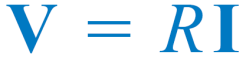 V = RI